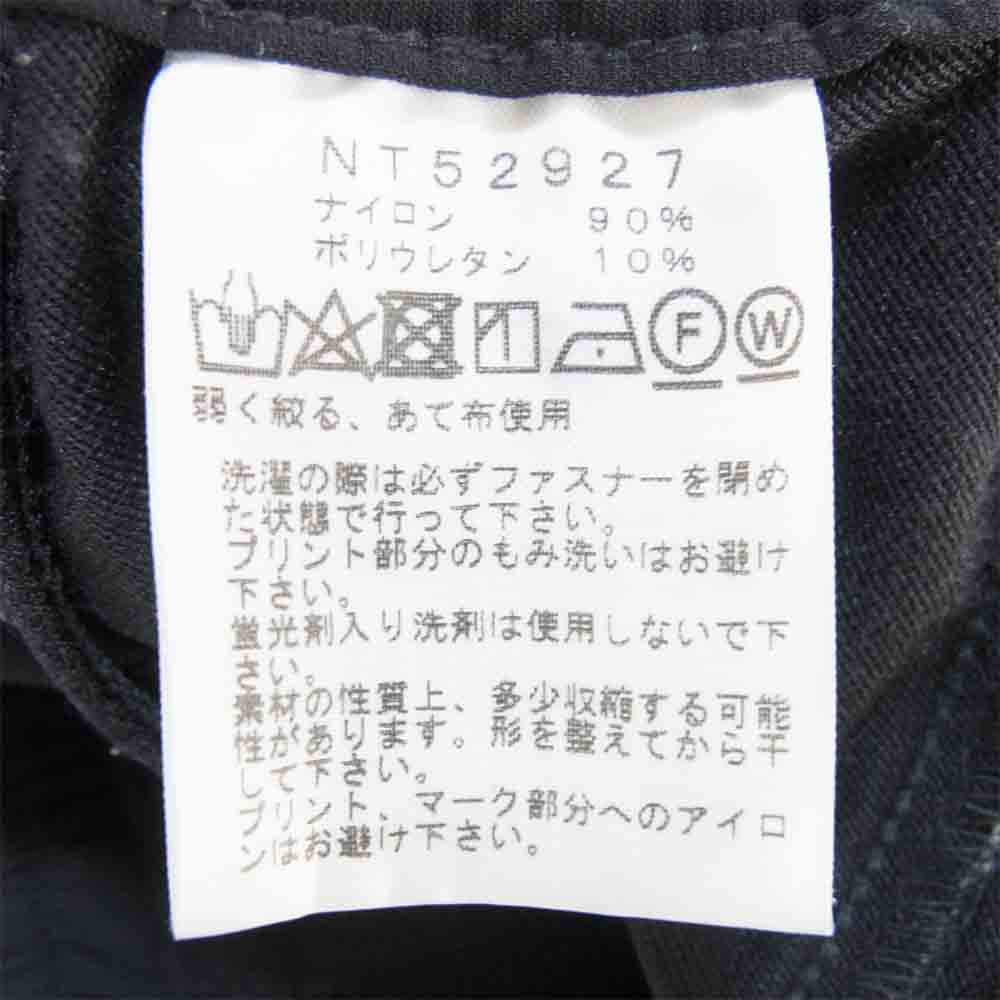 NT52927
ナイロン 90%
ポリウレタン 10%
F W
弱く絞る、あて布使用
洗濯の際は必ずファスナーを閉め
た状態で行って下さい。
プリント部分のもみ洗いはお避け
下さい。
蛍光剤入り洗剤は使用しないで下
さい。
素材の性質上、多少収縮する可能
性があります。形を整えてから干
して下さい。
プリント、マーク部分へのアイロ
ンはお避け下さい。